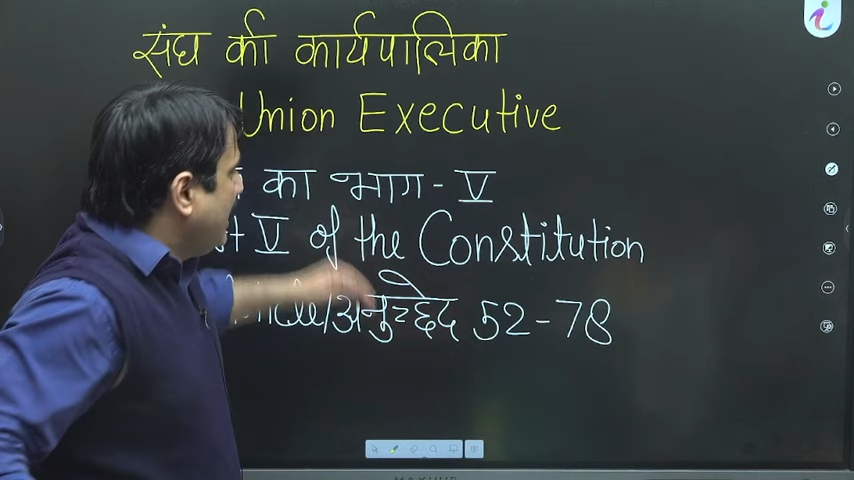 संघ की कार्यपालिका
Union Executive
का भाग - V
V of the Constitution
अनुच्छेद 52 - 78